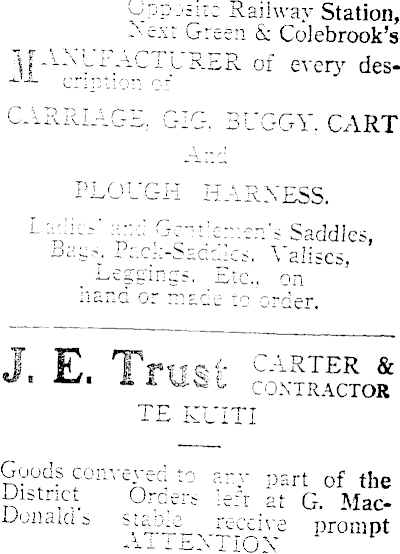 Opposite Railway Station,
Next Green & Colebrook's
MANUFACTURER of every des-
cription of
CARRIAGE, GIG, BUGGY, CART
And
PLOUGH HARNESS.
Ladies' and Gentlemen's Saddles,
Bags, Pack-Saddles, Valises,
Leggings, Etc., on
hand or made to order.
J. E. Trust CARTER &
CONTRACTOR
TE KUITI
Goods conveyed to any part of the
District Orders left at G. Mac-
Donald's stable receive prompt
ATTENTION